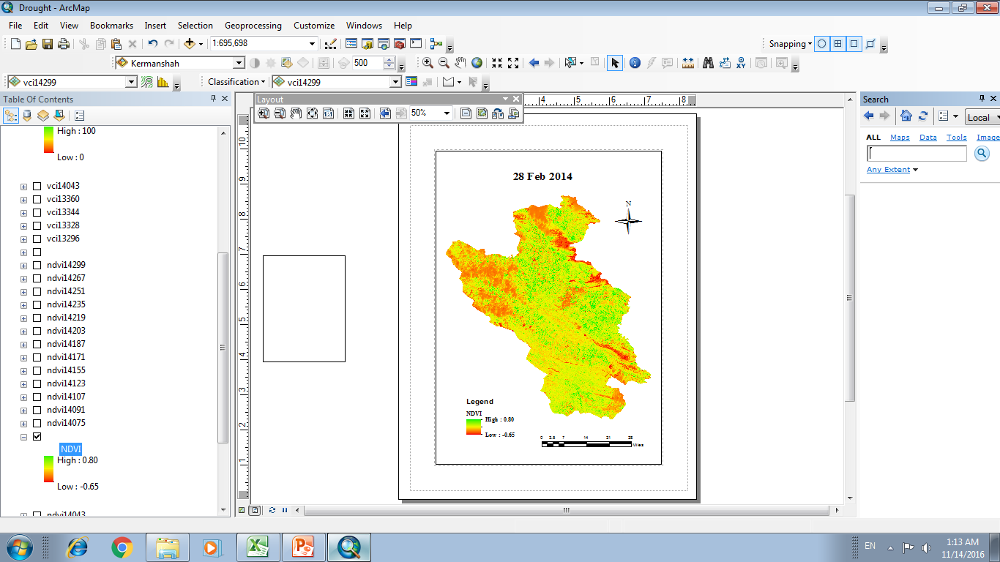 Drought - ArcMap
File Edit View Bookmarks Insert Selection Geoprocessing Customize Windows Help
1:695,698
Snapping
Kermanshah
500
vci14299
Classification
vci14299
Table Of Contents
Layout
50%
Search
Local
ALL Maps Data Tools Image
Any Extent
High : 100
Low : 0
vci14043
vci13360
vci13344
vci13328
vci13296
ndvi14299
ndvi14267
ndvi14251
ndvi14235
ndvi14219
ndvi14203
ndvi14187
ndvi14171
ndvi14155
ndvi14123
ndvi14107
ndvi14091
ndvi14075
NDVI
High : 0.80
Low : -0.65
ndvi14043
4 5 6 7 8
10
9
8
7
6
5
4
3
2
1
28 Feb 2014
N
Legend
NDVI
High : 0.80
Low : -0.65
0 3.5 7 14 21 28
Miles
EN
1:13 AM
11/14/2016